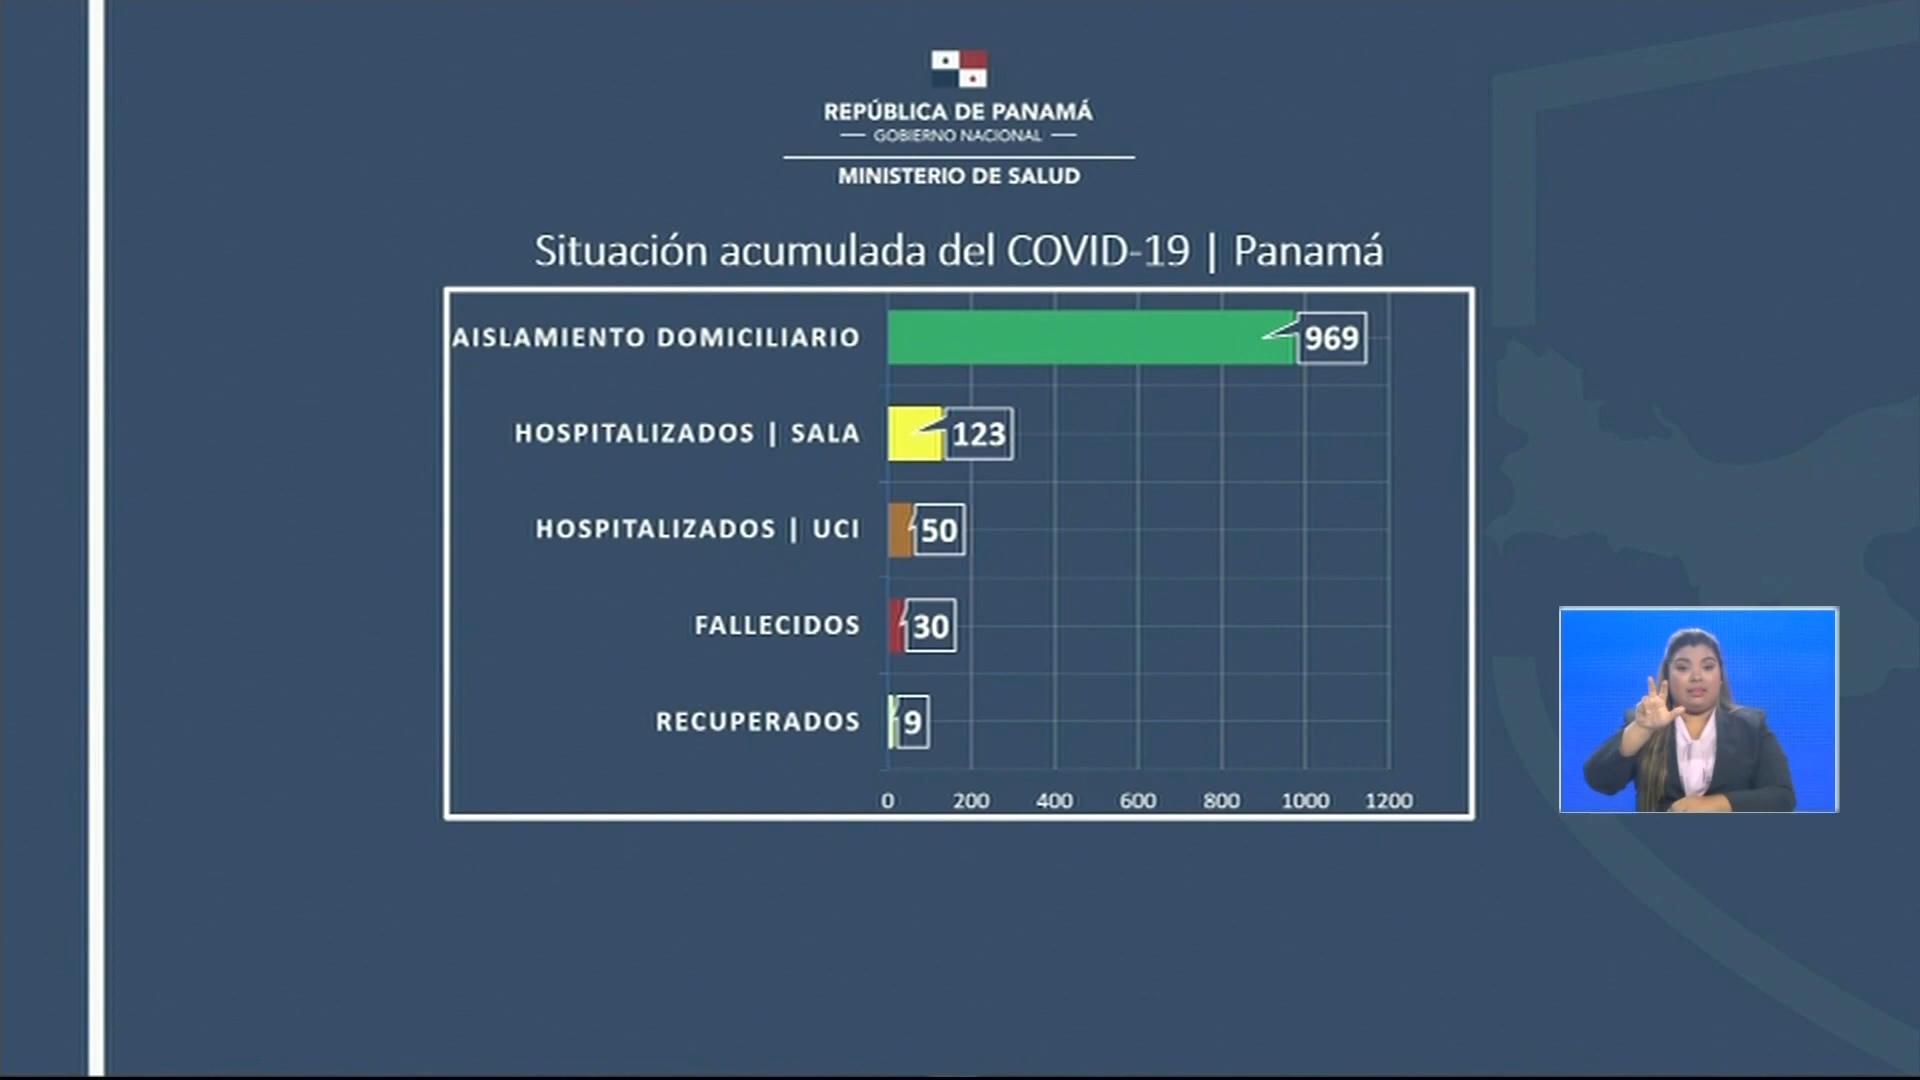 REPÚBLICA DE PANAMÁ
GOBIERNO NACIONAL
MINISTERIO DE SALUD
Situación acumulada del COVID-19 | Panamá
AISLAMIENTO DOMICILIARIO 969
HOSPITALIZADOS | SALA 123
HOSPITALIZADOS | UCI 50
FALLECIDOS 30
RECUPERADOS 9
0 200 400 600 800 1000 1200